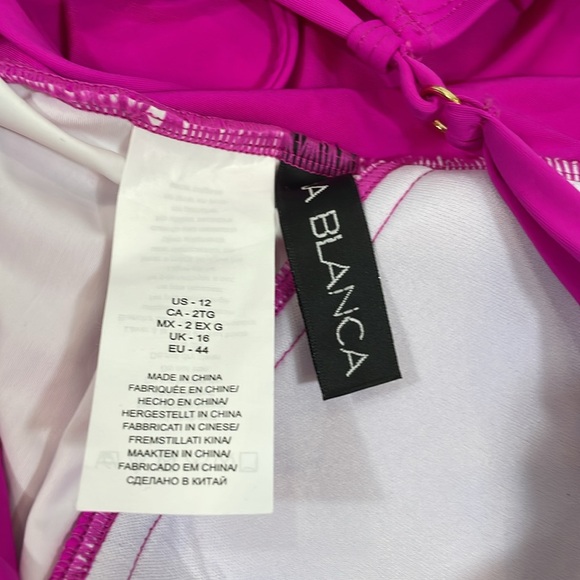 US - 12
CA - 2TG
MX - 2 EX G
UK - 16
EU - 44
MADE IN CHINA
FABRIQUÉE EN CHINE/
HECHO EN CHINA/
HERGESTELLT IN CHINA
FABBRICATI IN CINESE/
FREMSTILLATI KINA/
MAAKTEN IN CHINA/
FABRICADO EM CHINA/
СДЕЛАНО В КИТАЙ
A BLANCA